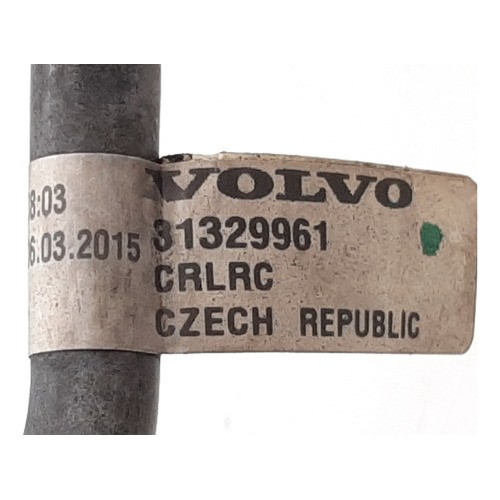 VOLVO
8:03 31329961
6.03.2015 CRLRC
CZECH REPUBLIC